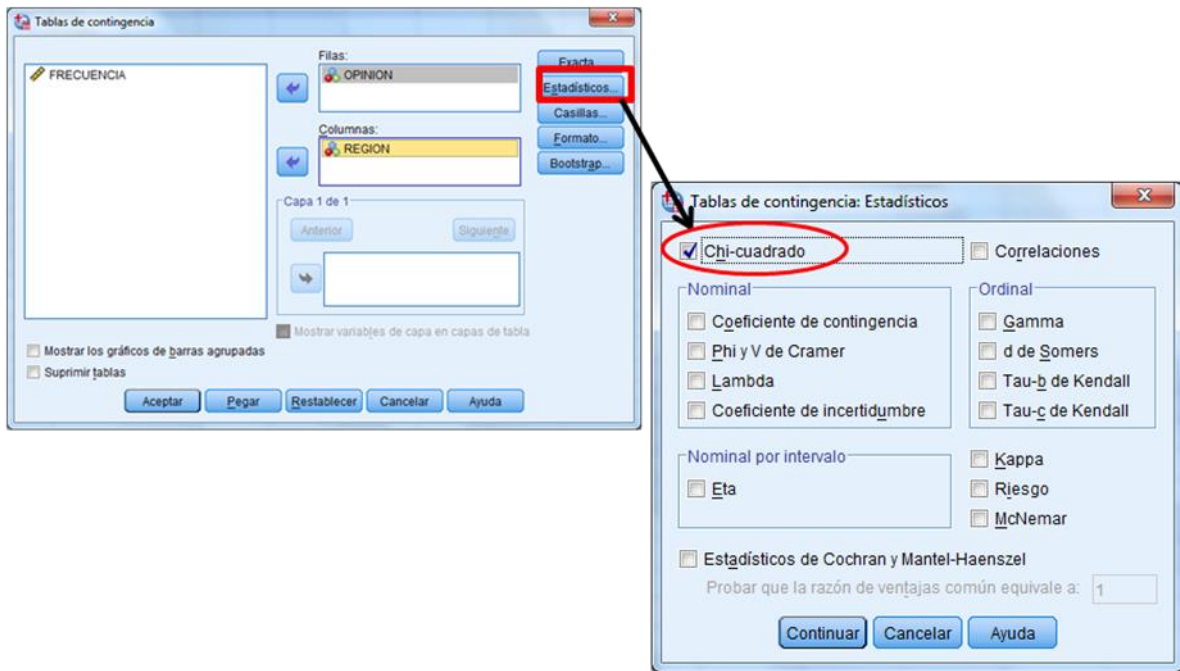 Tablas de contingencia
FRECUENCIA
Filas:
OPINION
Columnas:
REGION
Capa 1 de 1
Anterior
Siguiente
Mostrar variables de capa en capas de tabla
Mostrar los gráficos de barras agrupadas
Suprimir tablas
Aceptar
Pegar
Restablecer
Cancelar
Ayuda
Exacta...
Estadísticos...
Casillas...
Formato...
Bootstrap...
Tablas de contingencia: Estadísticos
Chi-cuadrado
Correlaciones
Nominal
Coeficiente de contingencia
Phi y V de Cramer
Lambda
Coeficiente de incertidumbre
Ordinal
Gamma
d de Somers
Tau-b de Kendall
Tau-c de Kendall
Nominal por intervalo
Eta
Kappa
Riesgo
McNemar
Estadísticos de Cochran y Mantel-Haenszel
Probar que la razón de ventajas común equivale a: 1
Continuar
Cancelar
Ayuda